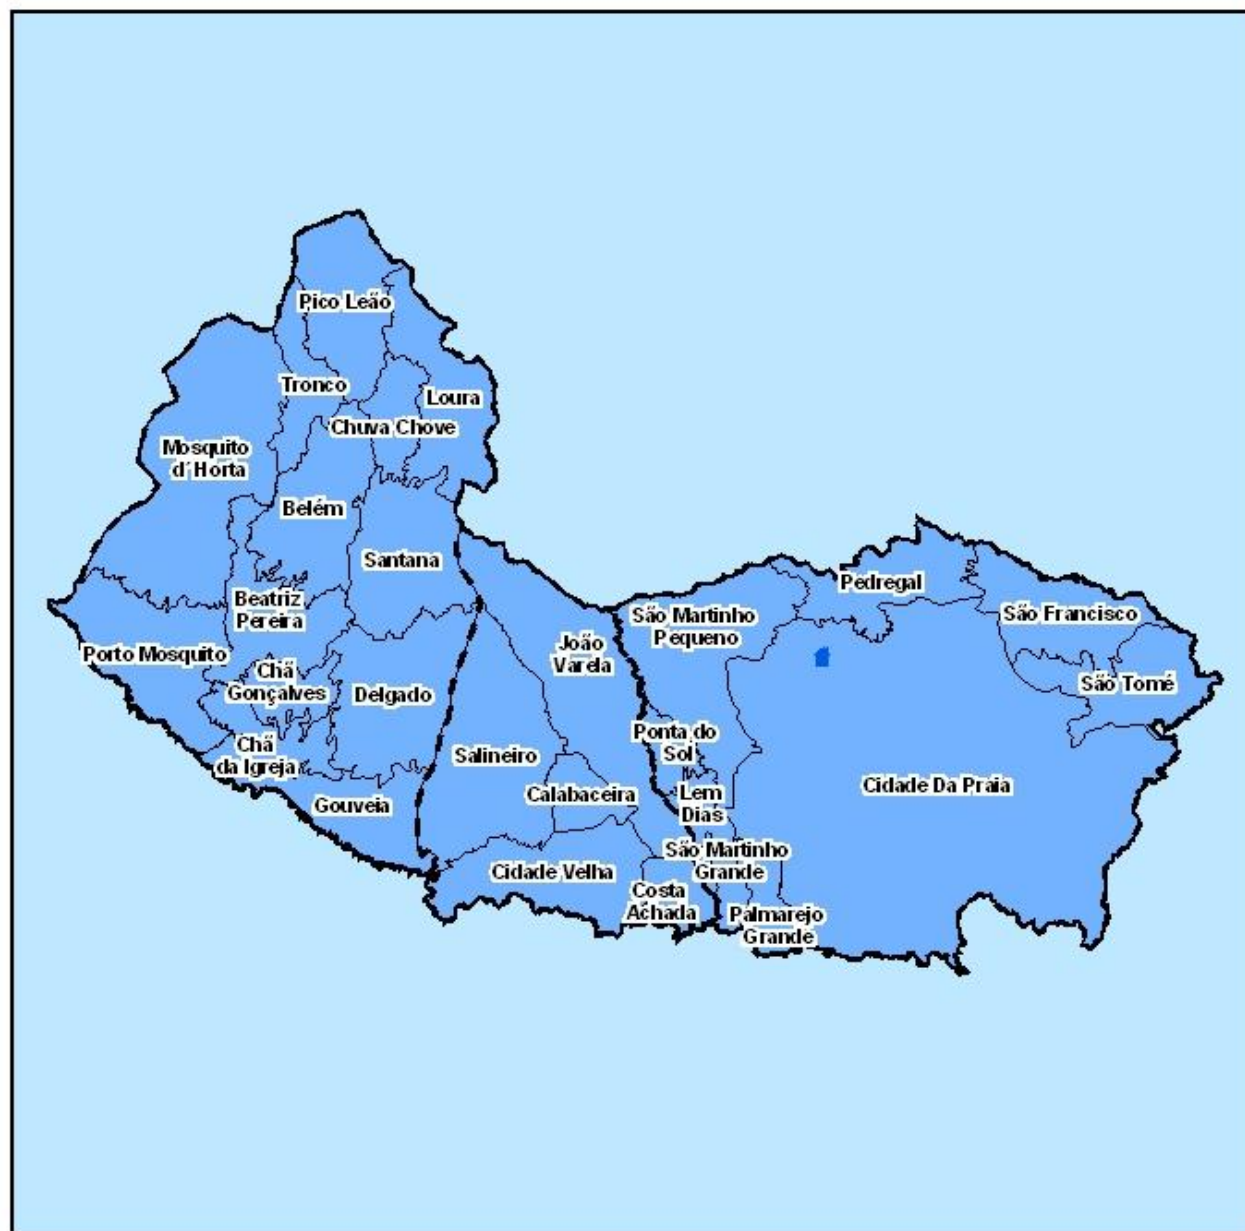 Pico Leão
Tronco
Loura
Chuva Chove
Mosquito
d´Horta
Belém
Santana
Beatriz
Pereira
Porto Mosquito
Chã
Gonçalves
Delgado
Chã
da Igreja
Gouveia
João
Varela
Salineiro
Calabaceira
Cidade Velha
Costa
Achada
São Martinho
Pequeno
Ponta do
Sol
Lem
Dias
São Martinho
Grande
Palmarejo
Grande
Pedregal
São Francisco
São Tomé
Cidade Da Praia